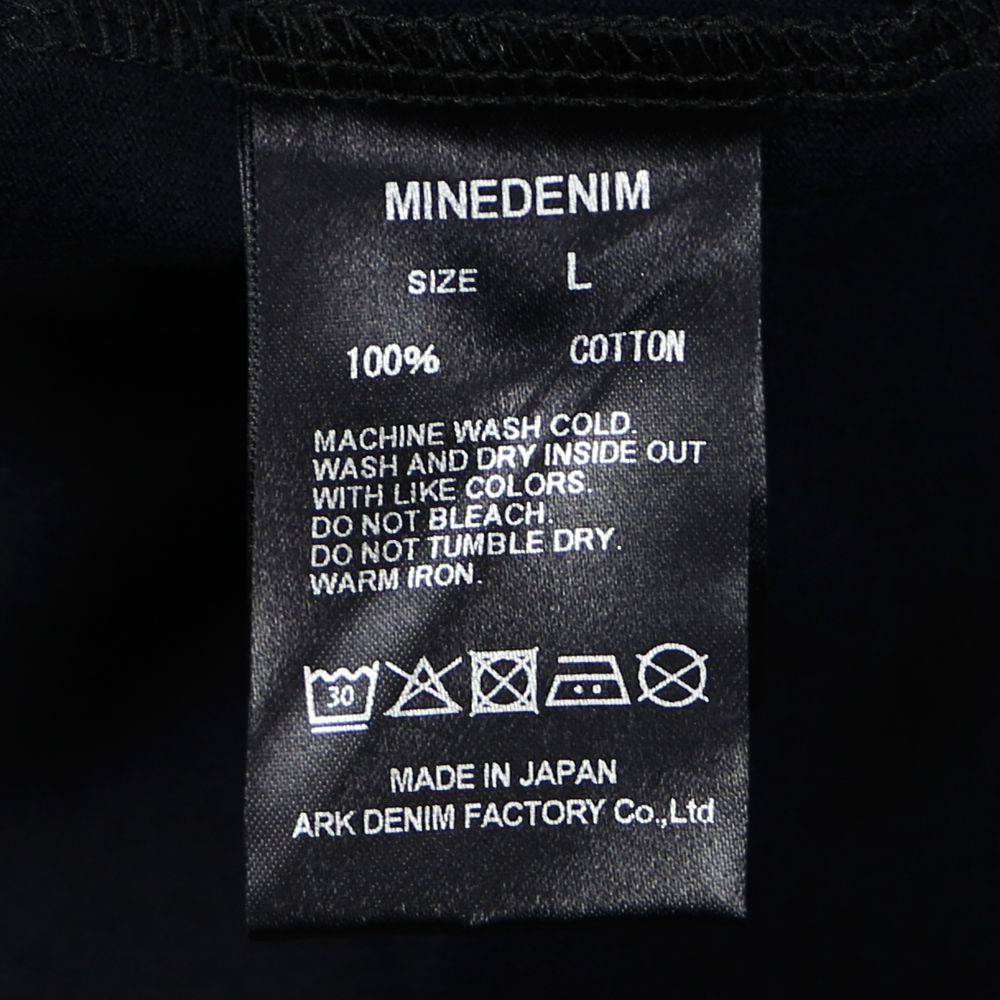 MINEDENIM
SIZE L
100% COTTON
MACHINE WASH COLD.
WASH AND DRY INSIDE OUT
WITH LIKE COLORS.
DO NOT BLEACH.
DO NOT TUMBLE DRY.
WARM IRON.
30
MADE IN JAPAN
ARK DENIM FACTORY Co.,Ltd